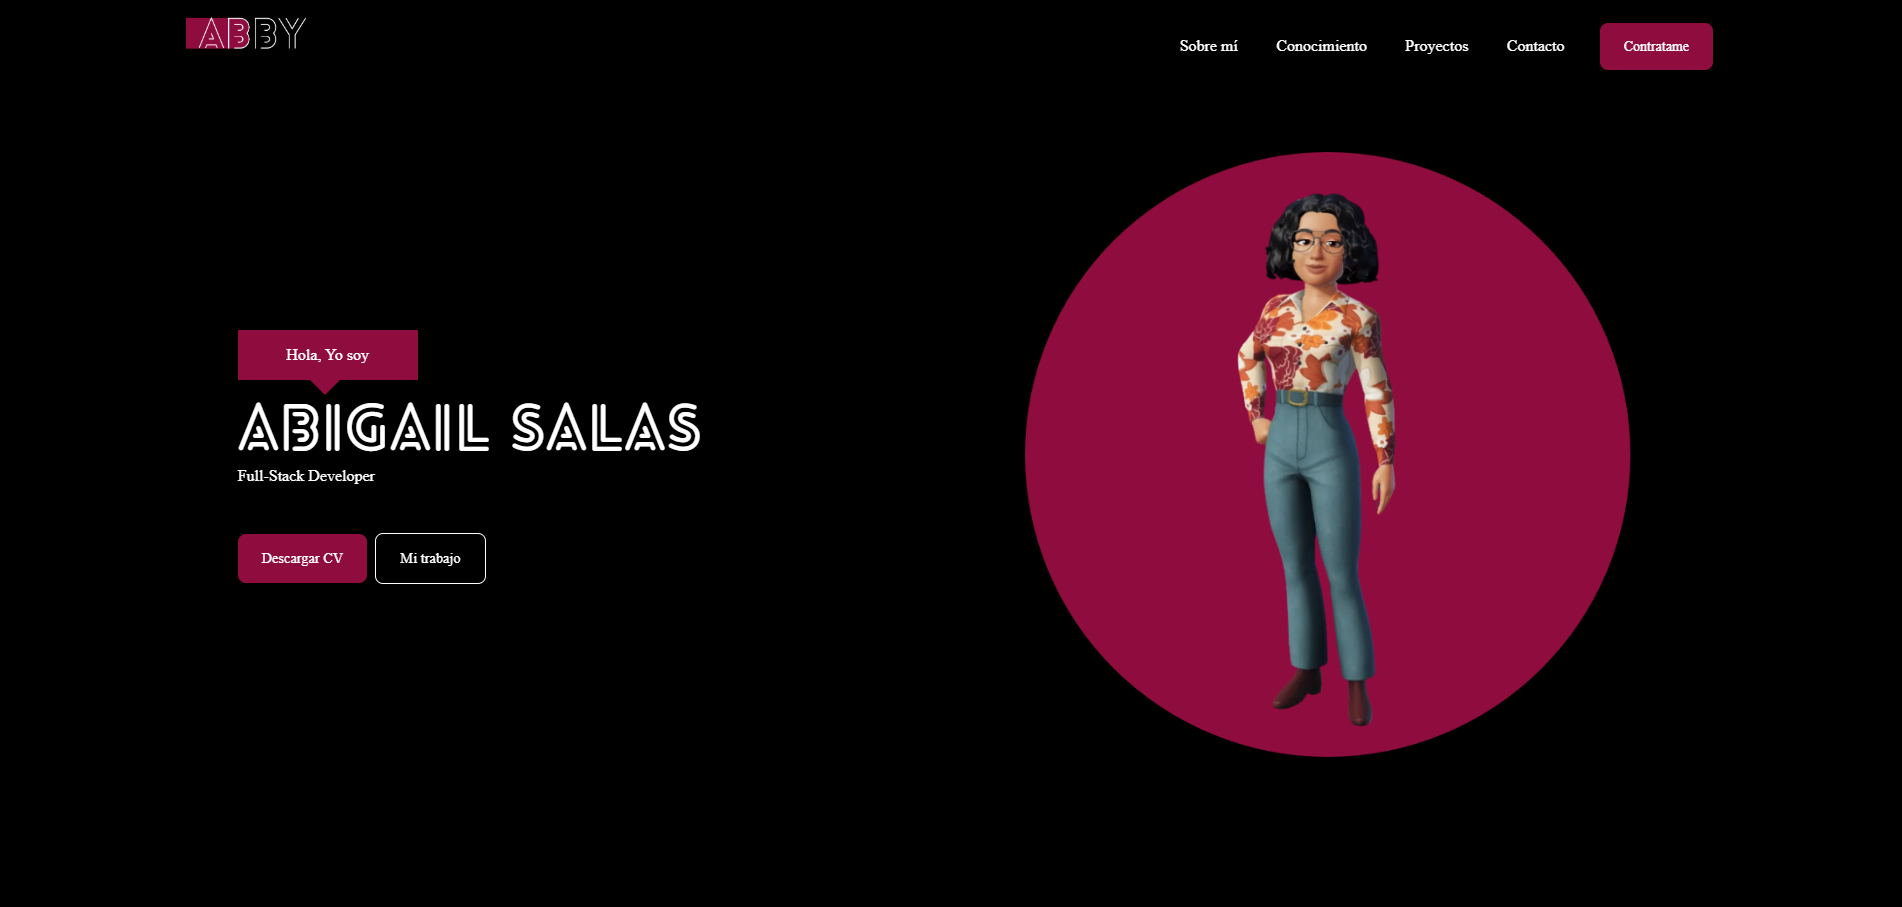 ABBY
Sobre mí Conocimiento Proyectos Contacto Contratame
Hola, Yo soy
ABIGAIL SALAS
Full-Stack Developer
Descargar CV Mi trabajo